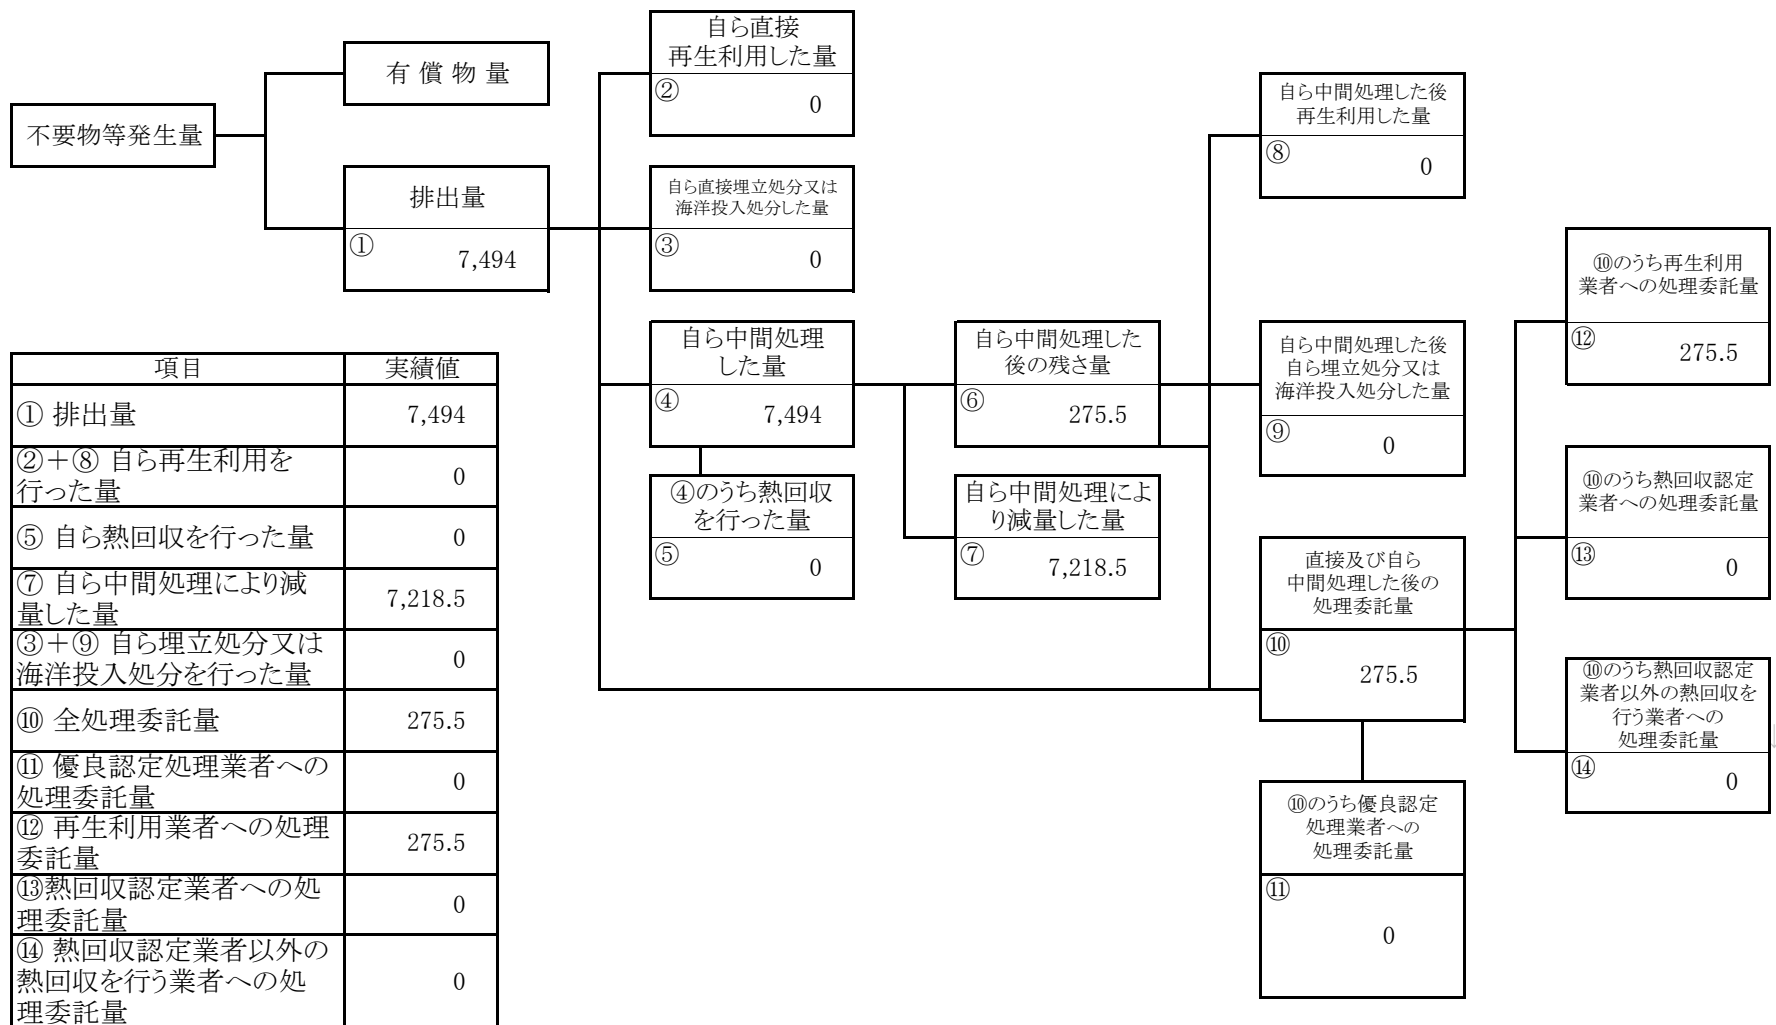 不要物等発生量
有 償 物 量
排出量
①
7,494
自ら直接
再生利用した量
②
0
自ら直接埋立処分又は
海洋投入処分した量
③
0
自ら中間処理
した量
④
7,494
④のうち熱回収
を行った量
⑤
0
自ら中間処理した
後の残さ量
⑥
275.5
自ら中間処理によ
り減量した量
⑦
7,218.5
自ら中間処理した後
再生利用した量
⑧
0
自ら中間処理した後
自ら埋立処分又は
海洋投入処分した量
⑨
0
直接及び自ら
中間処理した後の
処理委託量
⑩
275.5
⑩のうち優良認定
処理業者への
処理委託量
⑪
0
⑩のうち再生利用
業者への処理委託量
⑫
275.5
⑩のうち熱回収認定
業者への処理委託量
⑬
0
⑩のうち熱回収認定
業者以外の熱回収を
行う業者への
処理委託量
⑭
0
項目 実績値
① 排出量 7,494
②+⑧ 自ら再生利用を
行った量 0
⑤ 自ら熱回収を行った量 0
⑦ 自ら中間処理により減
量した量 7,218.5
③+⑨ 自ら埋立処分又は
海洋投入処分を行った量 0
⑩ 全処理委託量 275.5
⑪ 優良認定処理業者への
処理委託量 0
⑫ 再生利用業者への処理
委託量 275.5
⑬熱回収認定業者への処
理委託量 0
⑭ 熱回収認定業者以外の
熱回収を行う業者への処
理委託量 0